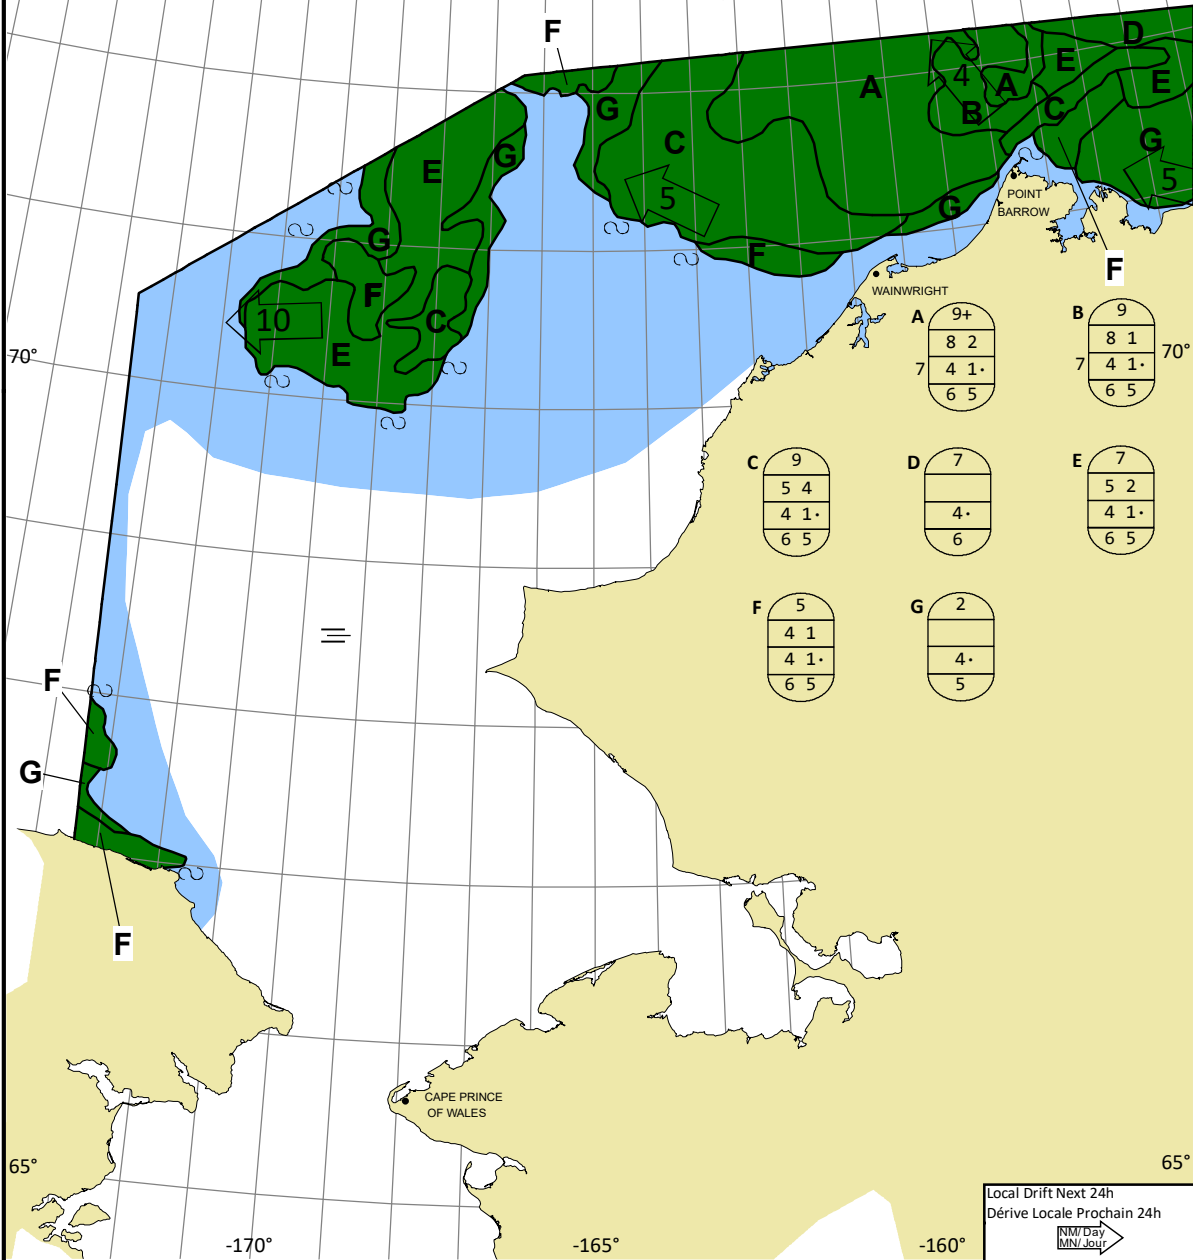 F
D
E
A
4
A
E
G
B
C
C
G
E
G
5
5
POINT
BARROW
G
G
F
F
F
WAINWRIGHT
10
C
E
A
9+
8 2
7 4 1·
6 5
B
9
8 1
7 4 1·
6 5
70°
70°
C
9
5 4
4 1·
6 5
D
7
4·
6
E
7
5 2
4 1·
6 5
F
5
4 1
4 1·
6 5
G
2
4·
5
F
G
F
CAPE PRINCE
OF WALES
65°
65°
Local Drift Next 24h
Dérive Locale Prochain 24h
NM/Day
MN/Jour
-170°
-165°
-160°